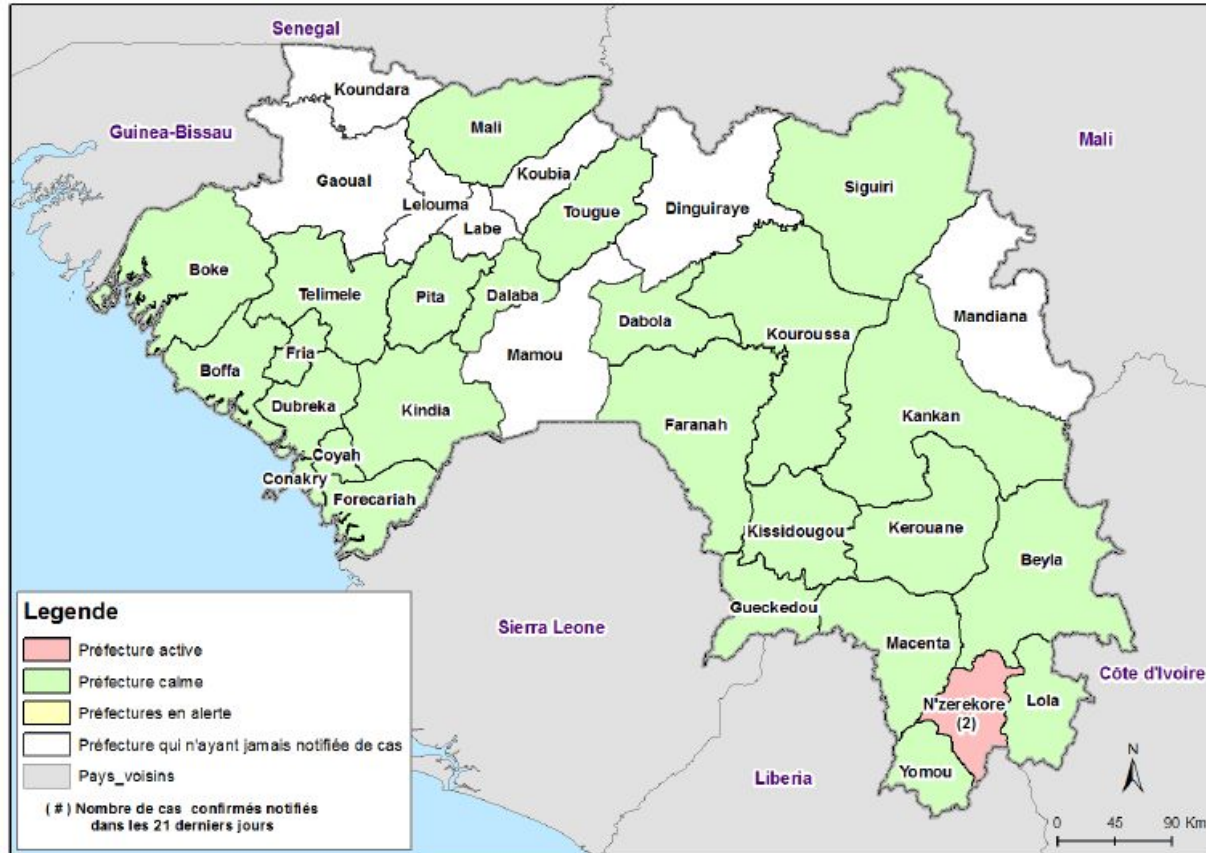 Senegal
Koundara
Mali
Guinea-Bissau
Mali
Koubia
Gaoual
Siguiri
Lelouma
Tougue
Dinguiraye
Labe
Boke
Telimele
Pita
Dalaba
Dabola
Mandiana
Kouroussa
Fria
Mamou
Boffa
Dubreka
Kindia
Kankan
Faranah
Coyah
Conakry
Forecariah
Kissidougou
Kerouane
Beyla
Gueckedou
Sierra Leone
Macenta
Côte d'Ivoire
N'zerekore
(2)
Lola
Yomou
Liberia
Legende
Préfecture active
Préfecture calme
Préfectures en alerte
Préfecture qui n'ayant jamais notifiée de cas
Pays_voisins
( # ) Nombre de cas confirmés notifiés
dans les 21 derniers jours
N
0 45 90 Km